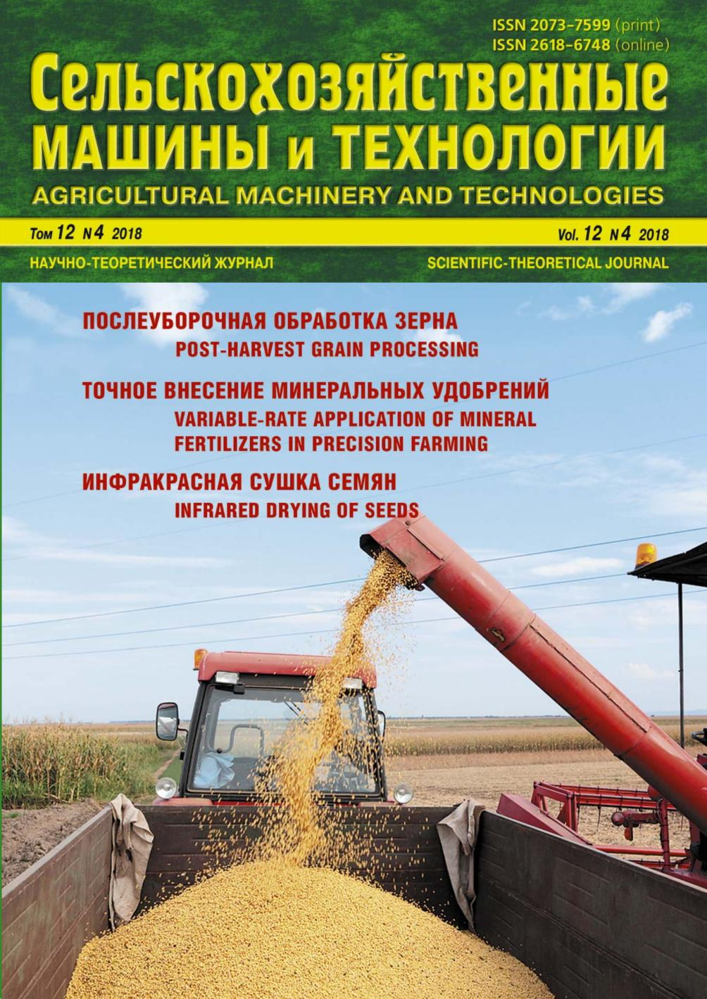 ISSN 2073-7599 (print)
ISSN 2618-6748 (online)
Сельскохозяйственные
МАШИНЫ и ТЕХНОЛОГИИ
AGRICULTURAL MACHINERY AND TECHNOLOGIES
Том 12 N 4 2018
Vol. 12 N 4 2018
НАУЧНО-ТЕОРЕТИЧЕСКИЙ ЖУРНАЛ
SCIENTIFIC-THEORETICAL JOURNAL
ПОСЛЕУБОРОЧНАЯ ОБРАБОТКА ЗЕРНА
POST-HARVEST GRAIN PROCESSING
ТОЧНОЕ ВНЕСЕНИЕ МИНЕРАЛЬНЫХ УДОБРЕНИЙ
VARIABLE-RATE APPLICATION OF MINERAL
FERTILIZERS IN PRECISION FARMING
ИНФРАКРАСНАЯ СУШКА СЕМЯН
INFRARED DRYING OF SEEDS